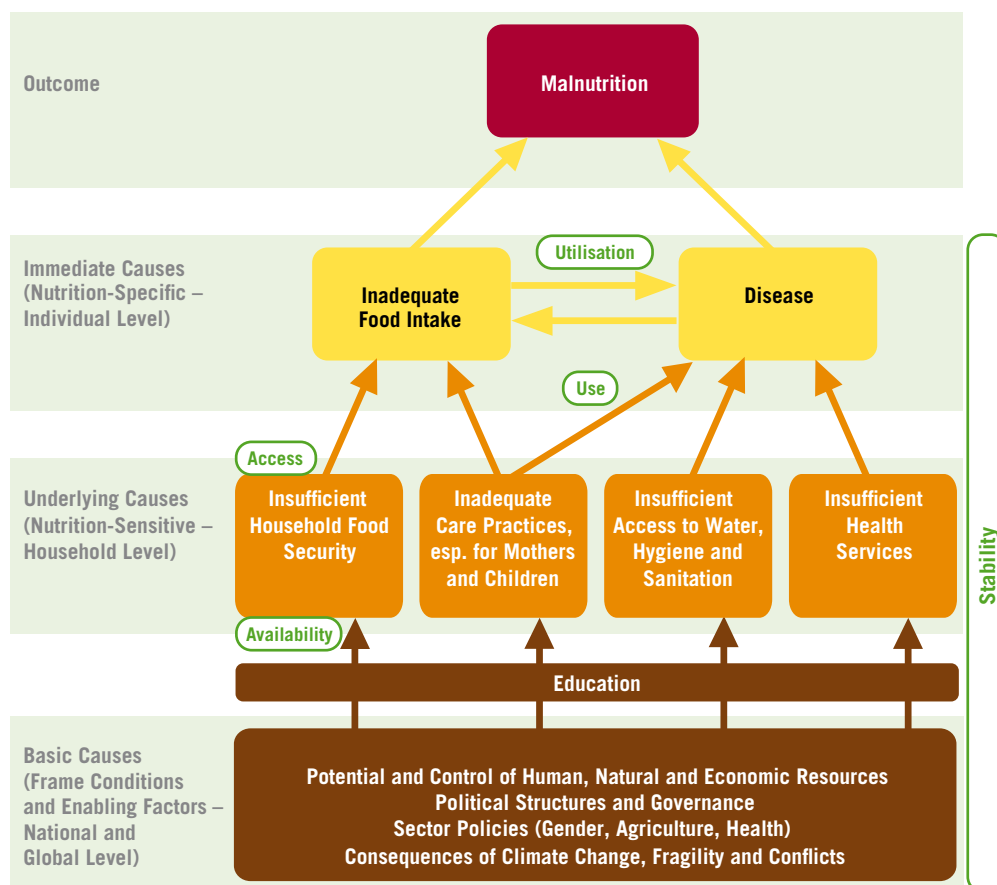 Outcome
Malnutrition
Immediate Causes
(Nutrition-Specific –
Individual Level)
Inadequate
Food Intake
Utilisation
Disease
Use
Access
Underlying Causes
(Nutrition-Sensitive –
Household Level)
Insufficient
Household Food
Security
Inadequate
Care Practices,
esp. for Mothers
and Children
Insufficient
Access to Water,
Hygiene and
Sanitation
Insufficient
Health
Services
Availability
Stability
Education
Basic Causes
(Frame Conditions
and Enabling Factors –
National and
Global Level)
Potential and Control of Human, Natural and Economic Resources
Political Structures and Governance
Sector Policies (Gender, Agriculture, Health)
Consequences of Climate Change, Fragility and Conflicts